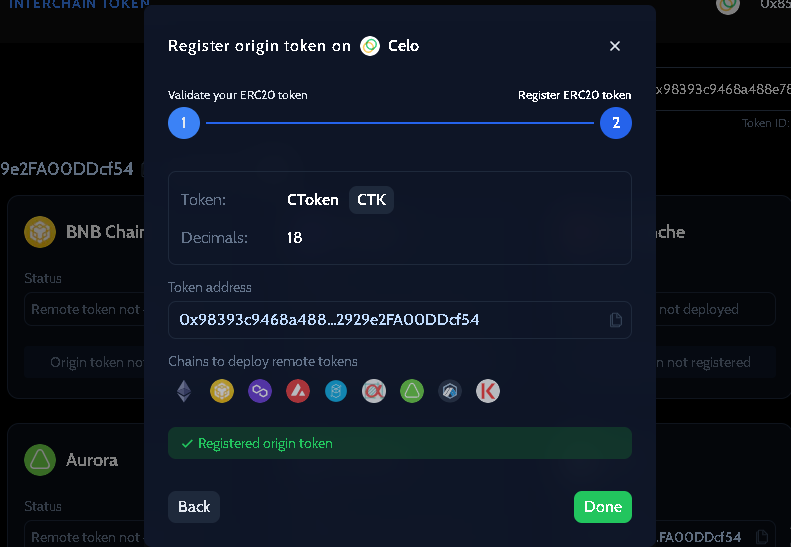 INTERCHAIN TOKEN
0x85
Register origin token on Celo
Validate your ERC20 token
Register ERC20 token
1
2
x98393c9468a488e78
Token ID:
9e2FA00DDcf54
Token: CToken CTK
Decimals: 18
BNB Chain
che
Status
Remote token not
not deployed
Origin token not
n not registered
Token address
0x98393c9468a488...2929e2FA00DDcf54
Chains to deploy remote tokens
Registered origin token
Aurora
Status
Remote token not
.FA00DDcf54
Back
Done